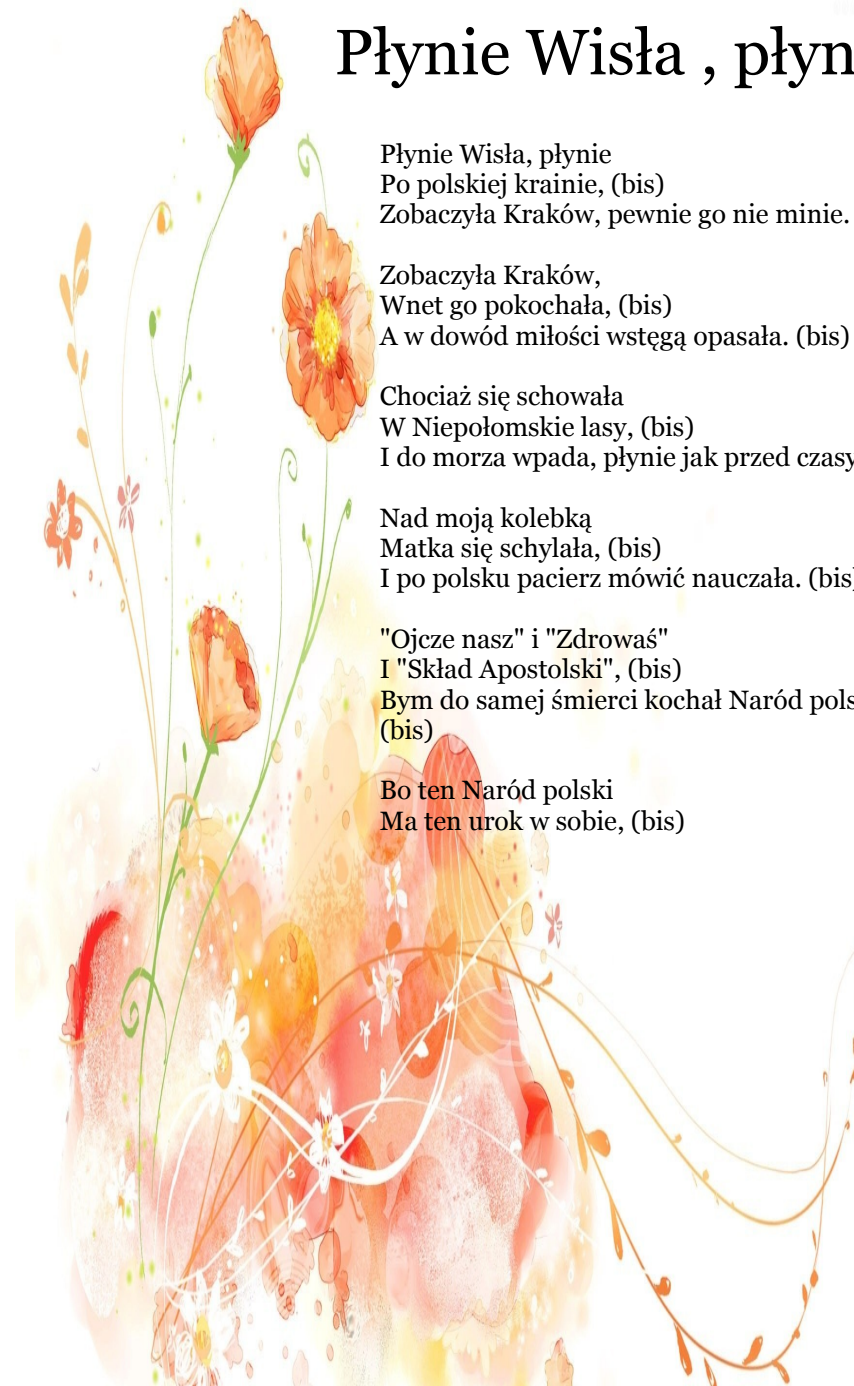 Płynie Wisła , płyn
Płynie Wisła, płynie
Po polskiej krainie, (bis)
Zobaczyła Kraków, pewnie go nie minie.
Zobaczyła Kraków,
Wnet go pokochała, (bis)
A w dowód miłości wstęgą opasała. (bis)
Chociaż się schowała
W Niepołomskie lasy, (bis)
I do morza wpada, płynie jak przed czasy
Nad moją kolebką
Matka się schylała, (bis)
I po polsku pacierz mówić nauczała. (bis)
"Ojcze nasz" i "Zdrowaś"
I "Skład Apostolski", (bis)
Bym do samej śmierci kochał Naród pols
(bis)
Bo ten Naród polski
Ma ten urok w sobie, (bis)